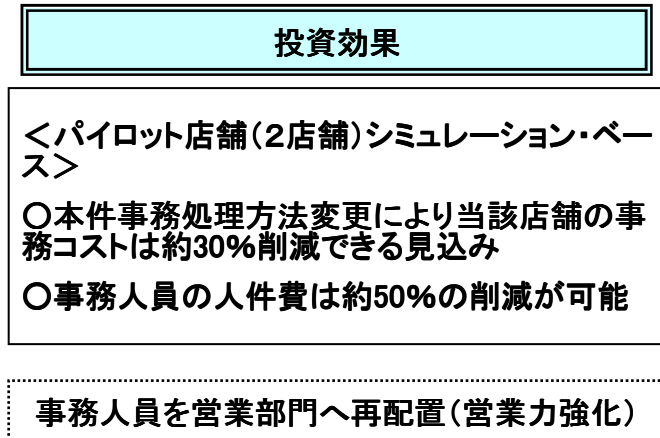 投資効果
＜パイロット店舗（２店舗）シミュレーション・ベー
ス＞
○本件事務処理方法変更により当該店舗の事
務コストは約30％削減できる見込み
○事務人員の人件費は約50％の削減が可能
事務人員を営業部門へ再配置（営業力強化）